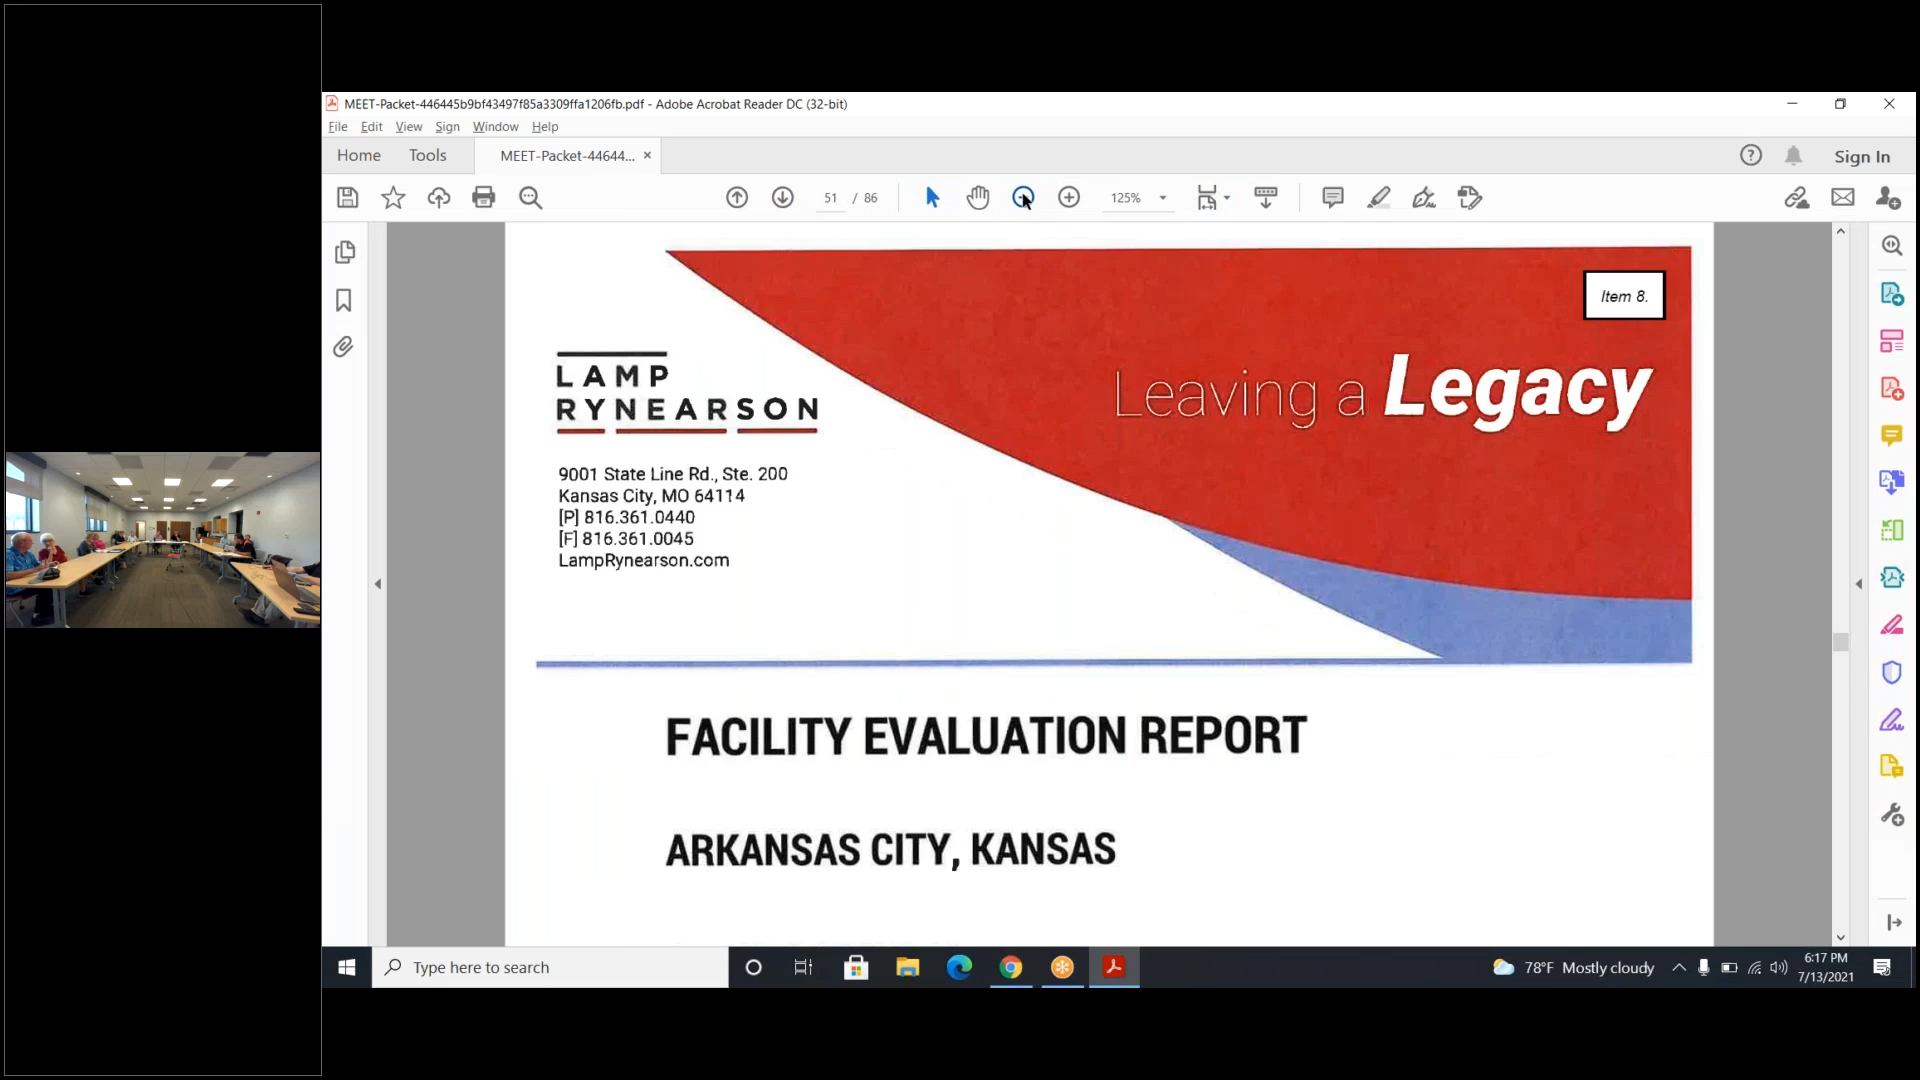 MEET-Packet-446445b9bf43497f85a3309ffa1206fb.pdf - Adobe Acrobat Reader DC (32-bit)
File Edit View Sign Window Help
Home Tools MEET-Packet-44644... Sign In
51 / 86 125%
Item 8.
Leaving a Legacy
LAMP
RYNEARSON
9001 State Line Rd., Ste. 200
Kansas City, MO 64114
[P] 816.361.0440
[F] 816.361.0045
LampRynearson.com
FACILITY EVALUATION REPORT
ARKANSAS CITY, KANSAS
Type here to search
78°F Mostly cloudy
6:17 PM
7/13/2021